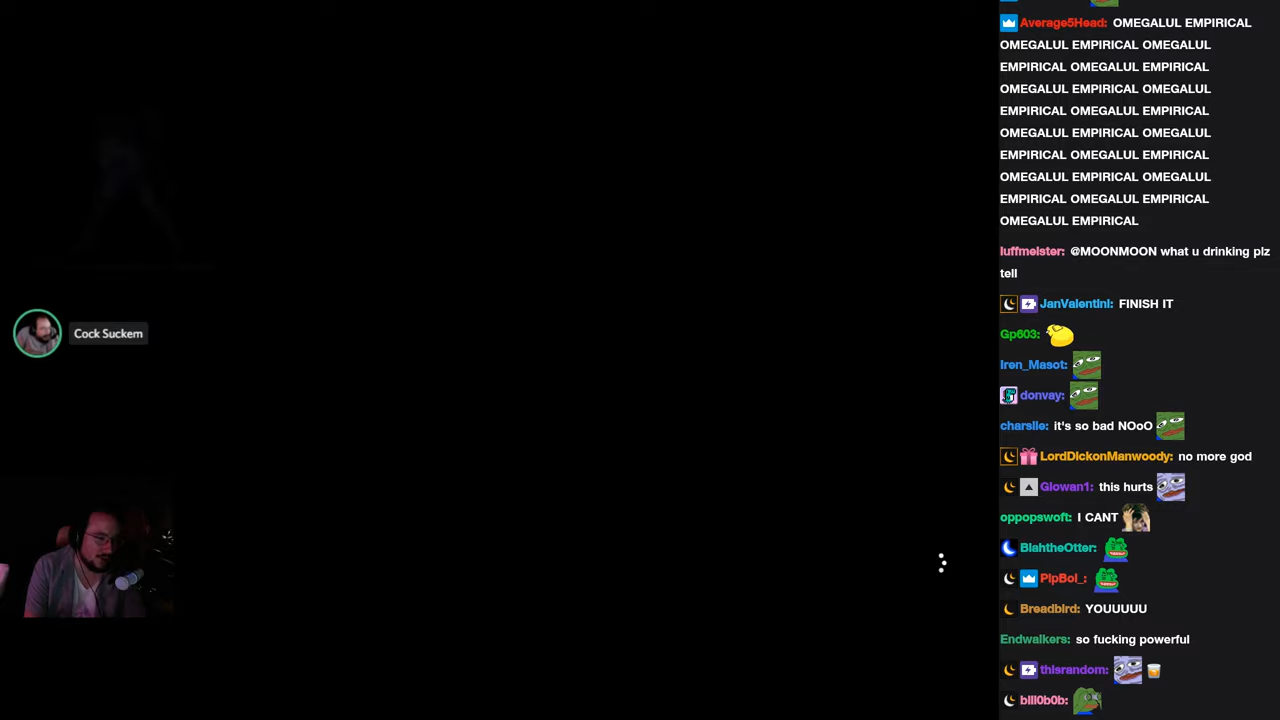 Average5Head: OMEGALUL EMPIRICAL
OMEGALUL EMPIRICAL OMEGALUL
EMPIRICAL OMEGALUL EMPIRICAL
OMEGALUL EMPIRICAL OMEGALUL
EMPIRICAL OMEGALUL EMPIRICAL
OMEGALUL EMPIRICAL OMEGALUL
EMPIRICAL OMEGALUL EMPIRICAL
OMEGALUL EMPIRICAL OMEGALUL
EMPIRICAL OMEGALUL EMPIRICAL
OMEGALUL EMPIRICAL
luffmeister: @MOONMOON what u drinking plz
tell
JanValentini: FINISH IT
Cock Suckem
Gp603:
Iren_Masot:
donvay:
charslie: it's so bad NOoO
LordDickonManwoody: no more god
Glowan1: this hurts
oppopswoft: I CANT
BlahtheOtter:
PipBoi_:
Breadbird: YOUUUUU
Endwalkers: so fucking powerful
thisrandom:
bill0b0b: